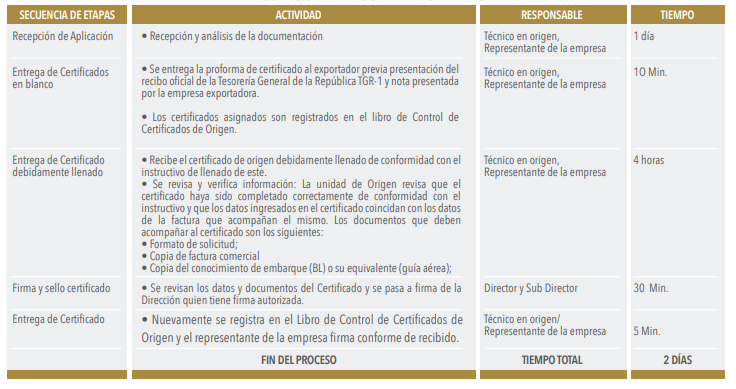 SECUENCIA DE ETAPAS ACTIVIDAD RESPONSABLE TIEMPO
Recepción de Aplicación
• Recepción y análisis de la documentación
Técnico en origen,
Representante de la empresa
1 día
Entrega de Certificados
en blanco
• Se entrega la proforma de certificado al exportador previa presentación del
recibo oficial de la Tesorería General de la República TGR-1 y nota presentada
por la empresa exportadora.
• Los certificados asignados son registrados en el libro de Control de
Certificados de Origen.
Técnico en origen,
Representante de la empresa
10 Min.
Entrega de Certificado
debidamente llenado
• Recibe el certificado de origen debidamente llenado de conformidad con el
instructivo de llenado de este.
• Se revisa y verifica información: La unidad de Origen revisa que el
certificado haya sido completado correctamente de conformidad con el
instructivo y que los datos ingresados en el certificado coincidan con los datos
de la factura que acompañan el mismo. Los documentos que deben
acompañar al certificado son los siguientes:
• Formato de solicitud;
• Copia de factura comercial
• Copia del conocimiento de embarque (BL) o su equivalente (guía aérea);
Técnico en origen,
Representante de la empresa
4 horas
Firma y sello certificado
• Se revisan los datos y documentos del Certificado y se pasa a firma de la
Dirección quien tiene firma autorizada.
Director y Sub Director
30 Min.
Entrega de Certificado
• Nuevamente se registra en el Libro de Control de Certificados de
Origen y el representante de la empresa firma conforme de recibido.
Técnico en origen/
Representante de la empresa
5 Min.
FIN DEL PROCESO TIEMPO TOTAL 2 DÍAS